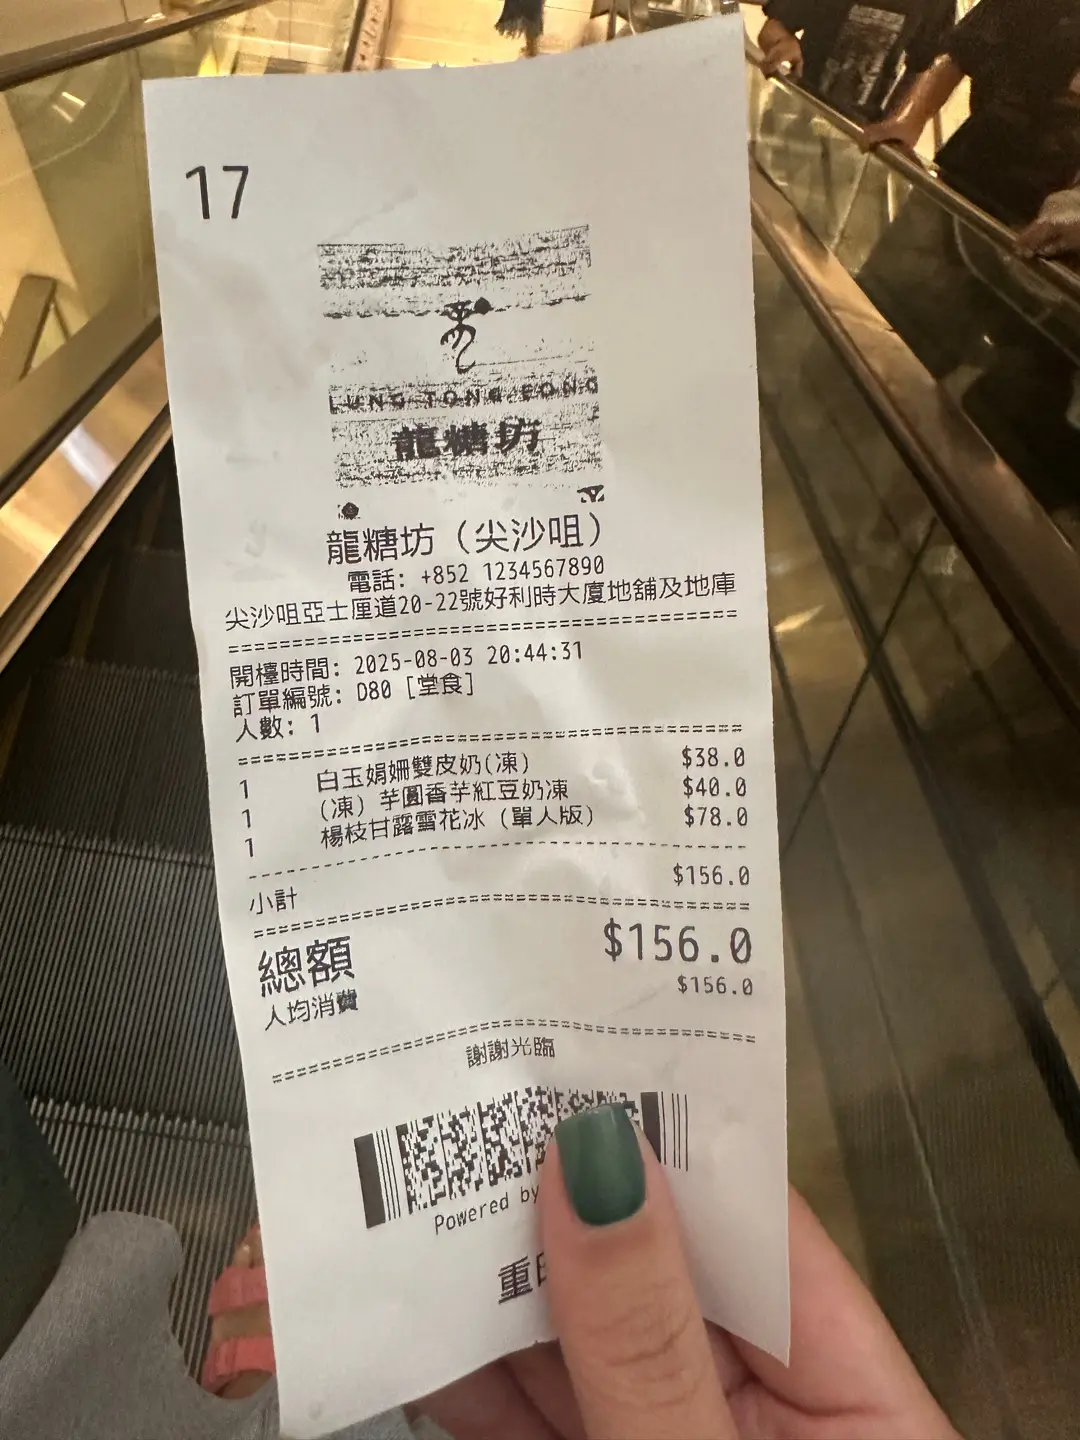 17
LUNG TONG FONG
龍糖坊
龍糖坊（尖沙咀）
電話: +852 1234567890
尖沙咀亞士厘道20-22號好利時大廈地舖及地庫
開檯時間: 2025-08-03 20:44:31
訂單編號: D80 [堂食]
人數: 1
1 白玉娟姍雙皮奶(凍) $38.0
1 (凍) 芋圓香芋紅豆奶凍 $40.0
1 楊枝甘露雪花冰（單人版） $78.0
小計 $156.0
總額 $156.0
人均消費 $156.0
謝謝光臨
Powered by
重